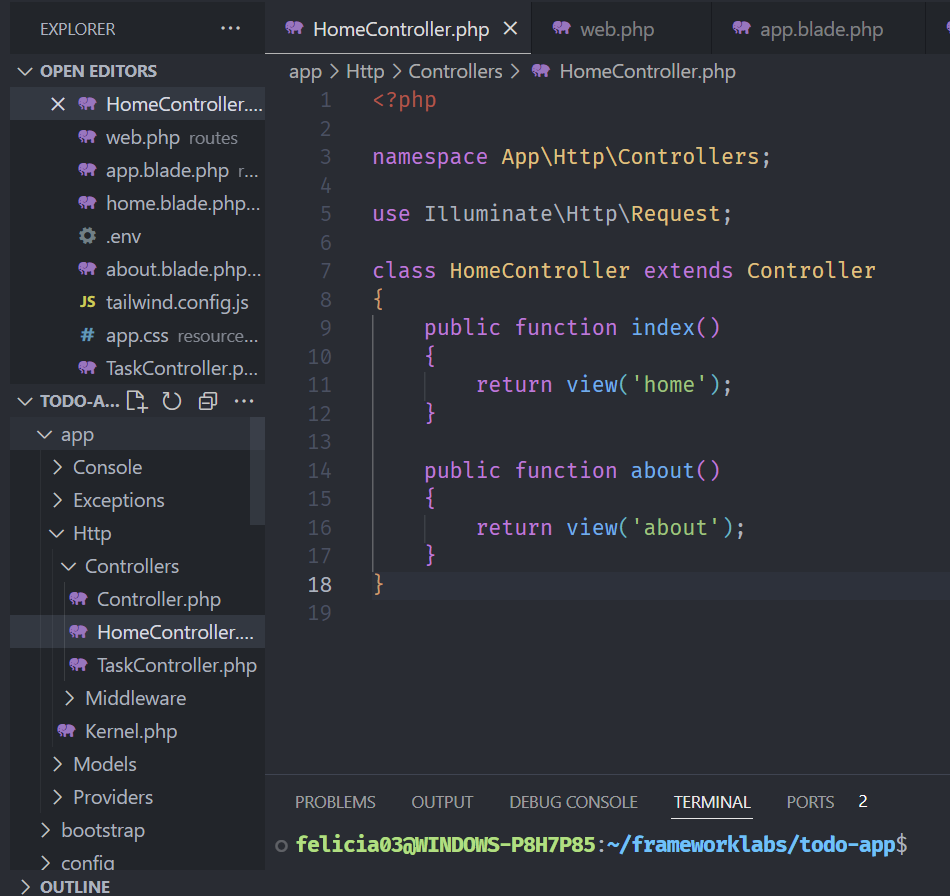 EXPLORER ...
OPEN EDITORS
HomeController....
web.php routes
app.blade.php r...
home.blade.php...
.env
about.blade.php...
JS tailwind.config.js
# app.css resource...
TaskController.p...
TODO-A... ...
app
Console
Exceptions
Http
Controllers
Controller.php
HomeController....
TaskController.php
Middleware
Kernel.php
Models
Providers
bootstrap
config
OUTLINE
HomeController.php web.php app.blade.php
app > Http > Controllers > HomeController.php
1 <?php
2
3 namespace App\Http\Controllers;
4
5 use Illuminate\Http\Request;
6
7 class HomeController extends Controller
8 {
9     public function index()
10     {
11         return view('home');
12     }
13
14     public function about()
15     {
16         return view('about');
17     }
18 }
19
PROBLEMS OUTPUT DEBUG CONSOLE TERMINAL PORTS 2
felicia03@WINDOWS-P8H7P85:~/frameworklabs/todo-app$